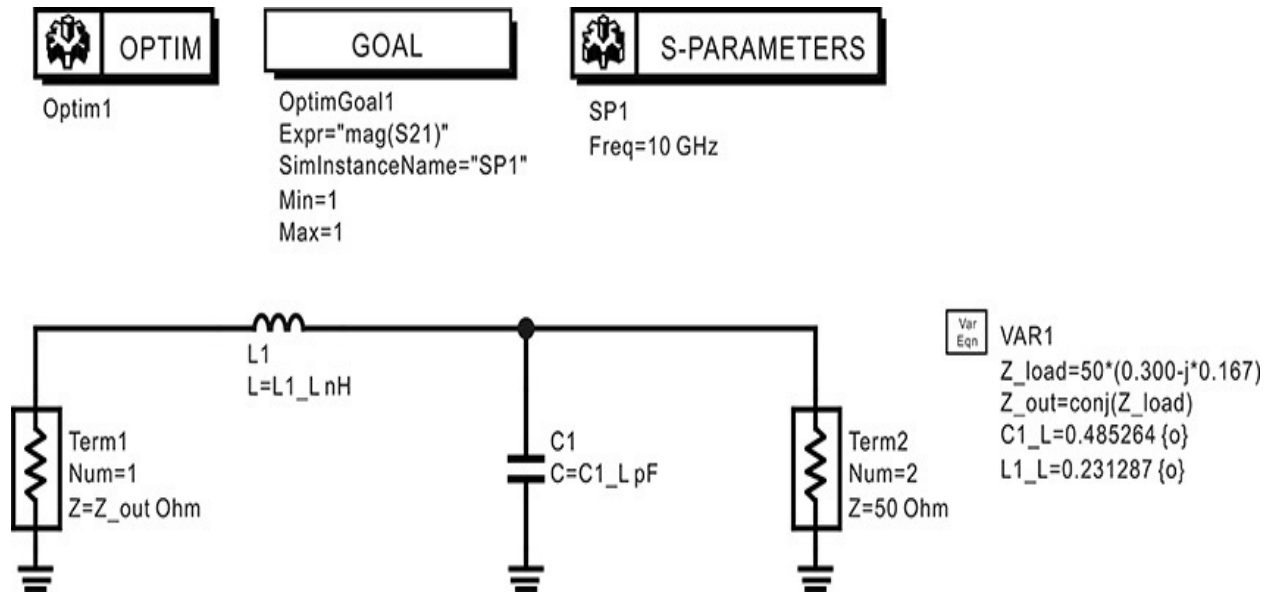 OPTIM
Optim1
GOAL
OptimGoal1
Expr="mag(S21)"
SimInstanceName="SP1"
Min=1
Max=1
S-PARAMETERS
SP1
Freq=10 GHz
L1
L=L1_L nH
Term1
Num=1
Z=Z_out Ohm
C1
C=C1_L pF
Term2
Num=2
Z=50 Ohm
Var
Eqn
VAR1
Z_load=50*(0.300-j*0.167)
Z_out=conj(Z_load)
C1_L=0.485264 {o}
L1_L=0.231287 {o}